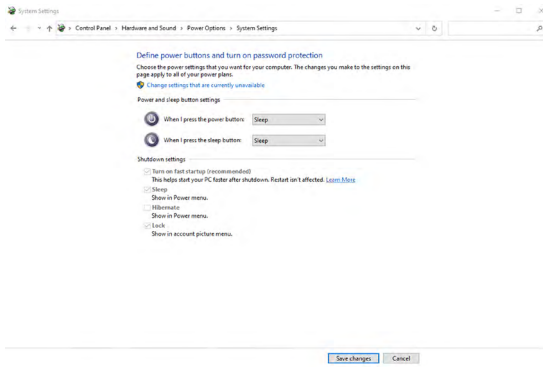 System Settings
Control Panel > Hardware and Sound > Power Options > System Settings
Define power buttons and turn on password protection
Choose the power settings that you want for your computer. The changes you make to the settings on this
page apply to all of your power plans.
Change settings that are currently unavailable
Power and sleep button settings
When I press the power button: Sleep
When I press the sleep button: Sleep
Shutdown settings
Turn on fast startup (recommended)
This helps start your PC faster after shutdown. Restart isn't affected. Learn More
Sleep
Show in Power menu.
Hibernate
Show in Power menu.
Lock
Show in account picture menu.
Save changes Cancel